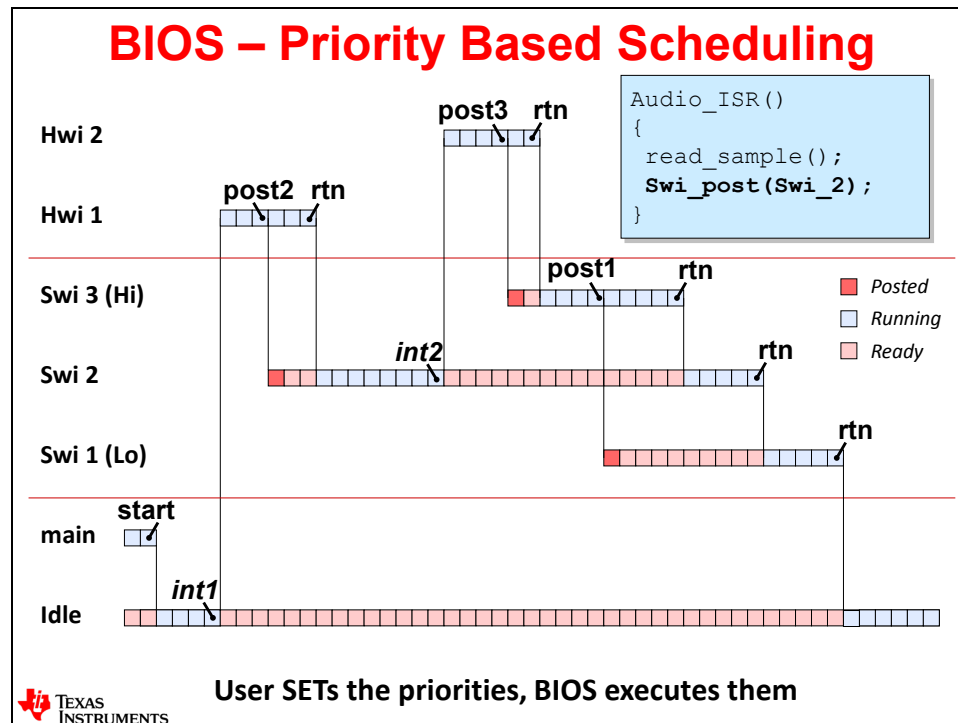 BIOS – Priority Based Scheduling
Audio_ISR()
{
read_sample();
Swi_post(Swi_2);
}
post3 rtn
Hwi 2
post2 rtn
Hwi 1
post1 rtn
Swi 3 (Hi)
Posted
Running
Ready
int2 rtn
Swi 2
rtn
Swi 1 (Lo)
start
main
int1
Idle
User SETs the priorities, BIOS executes them
TEXAS
INSTRUMENTS